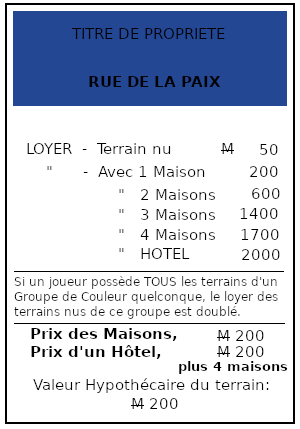 TITRE DE PROPRIETE
RUE DE LA PAIX
LOYER - Terrain nu M 50
" - Avec 1 Maison 200
" 2 Maisons 600
" 3 Maisons 1400
" 4 Maisons 1700
" HOTEL 2000
Si un joueur possède TOUS les terrains d'un
Groupe de Couleur quelconque, le loyer des
terrains nus de ce groupe est doublé.
Prix des Maisons, M 200
Prix d'un Hôtel, M 200
plus 4 maisons
Valeur Hypothécaire du terrain:
M 200